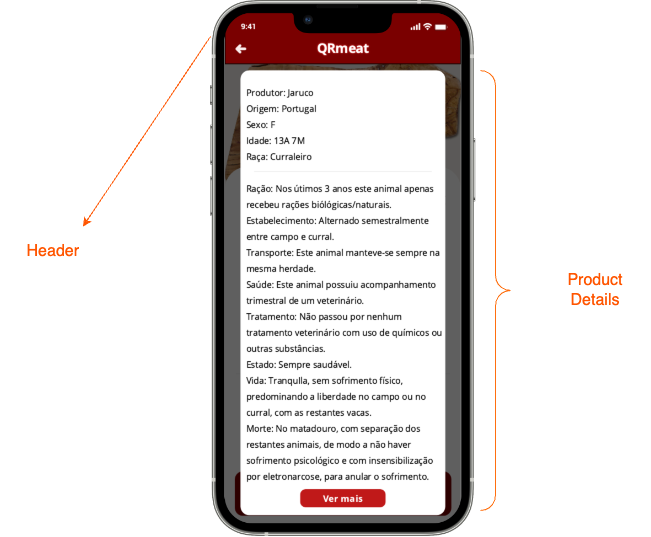 9:41
QRmeat
Produtor: Jaruco
Origem: Portugal
Sexo: F
Idade: 13A 7M
Raça: Curraleiro
Ração: Nos útimos 3 anos este animal apenas
recebeu rações biólógicas/naturais.
Estabelecimento: Alternado semestralmente
entre campo e curral.
Transporte: Este animal manteve-se sempre na
mesma herdade.
Saúde: Este animal possuiu acompanhamento
trimestral de um veterinário.
Tratamento: Não passou por nenhum
tratamento veterinário com uso de químicos ou
outras substâncias.
Estado: Sempre saudável.
Vida: Tranqulla, sem sofrimento físico,
predominando a liberdade no campo ou no
curral, com as restantes vacas.
Morte: No matadouro, com separação dos
restantes animais, de modo a não haver
sofrimento psicológico e com insensibilização
por eletronarcose, para anular o sofrimento.
Ver mais
Header
Product
Details